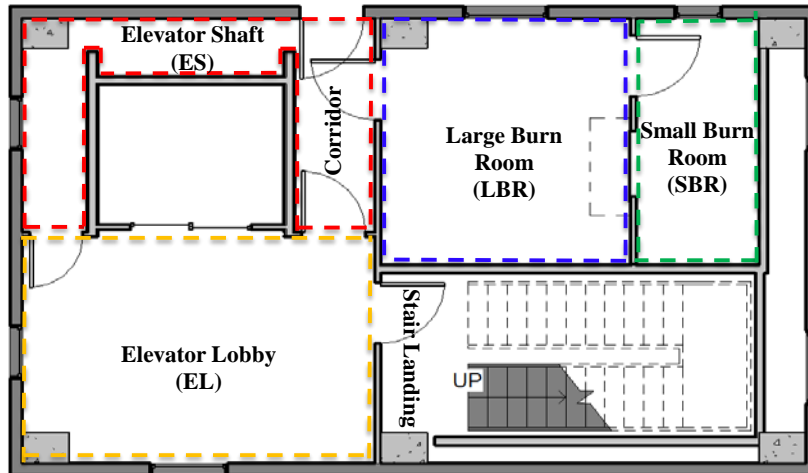 Elevator Shaft
(ES)
Corridor
Large Burn
Room
(LBR)
Small Burn
Room
(SBR)
Elevator Lobby
(EL)
Stair Landing
UP